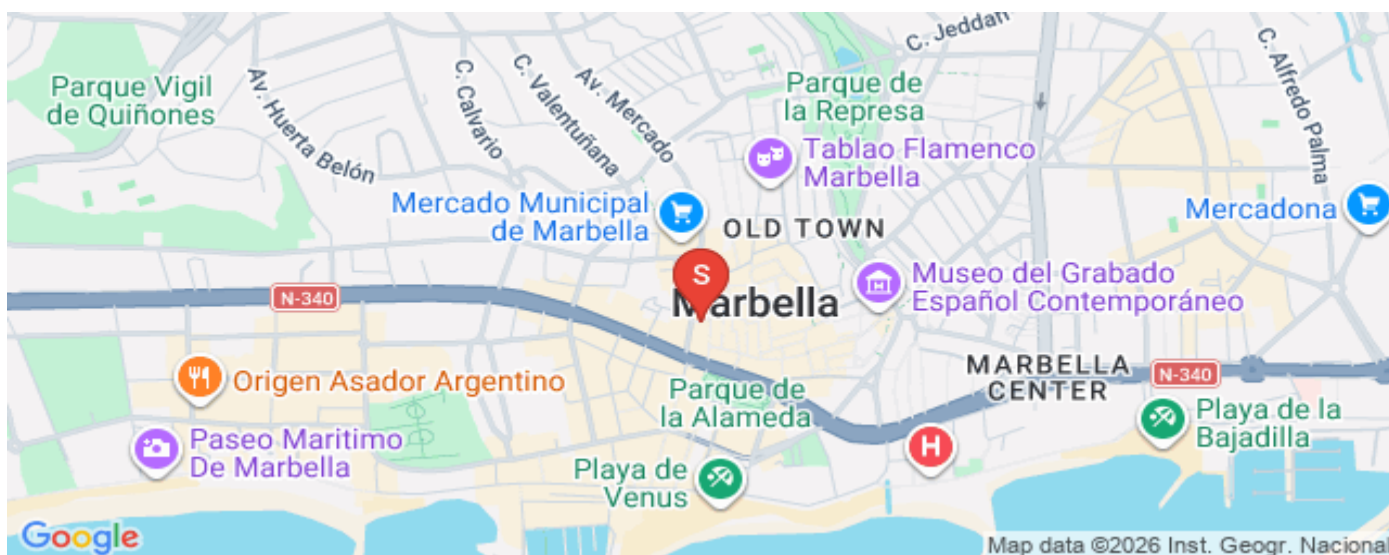 C. Jeddah
Parque Vigil
de Quiñones
Av. Huerta Belón
C. Calvario
C. Valentuñana
Av. Mercado
Parque de
la Represa
C. Alfredo Palma
Tablao Flamenco
Marbella
Mercado Municipal
de Marbella
OLD TOWN
Mercadona
S
Marbella
Museo del Grabado
Español Contemporáneo
N-340
Origen Asador Argentino
MARBELLA
CENTER
N-340
Parque de
la Alameda
Paseo Maritimo
De Marbella
Playa de la
Bajadilla
H
Playa de
Venus
Google
Map data ©2026 Inst. Geogr. Nacional